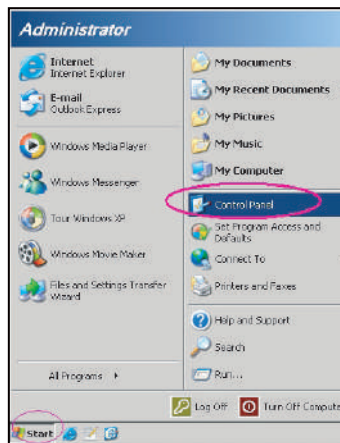 Administrator
Internet
Internet Explorer
E-mail
Outlook Express
Windows Media Player
Windows Messenger
Tour Windows XP
Windows Movie Maker
Files and Settings Transfer
Wizard
All Programs
My Documents
My Recent Documents
My Pictures
My Music
My Computer
Control Panel
Set Program Access and
Defaults
Connect To
Printers and Faxes
Help and Support
Search
Run...
Log Off
Turn Off Compute
Start